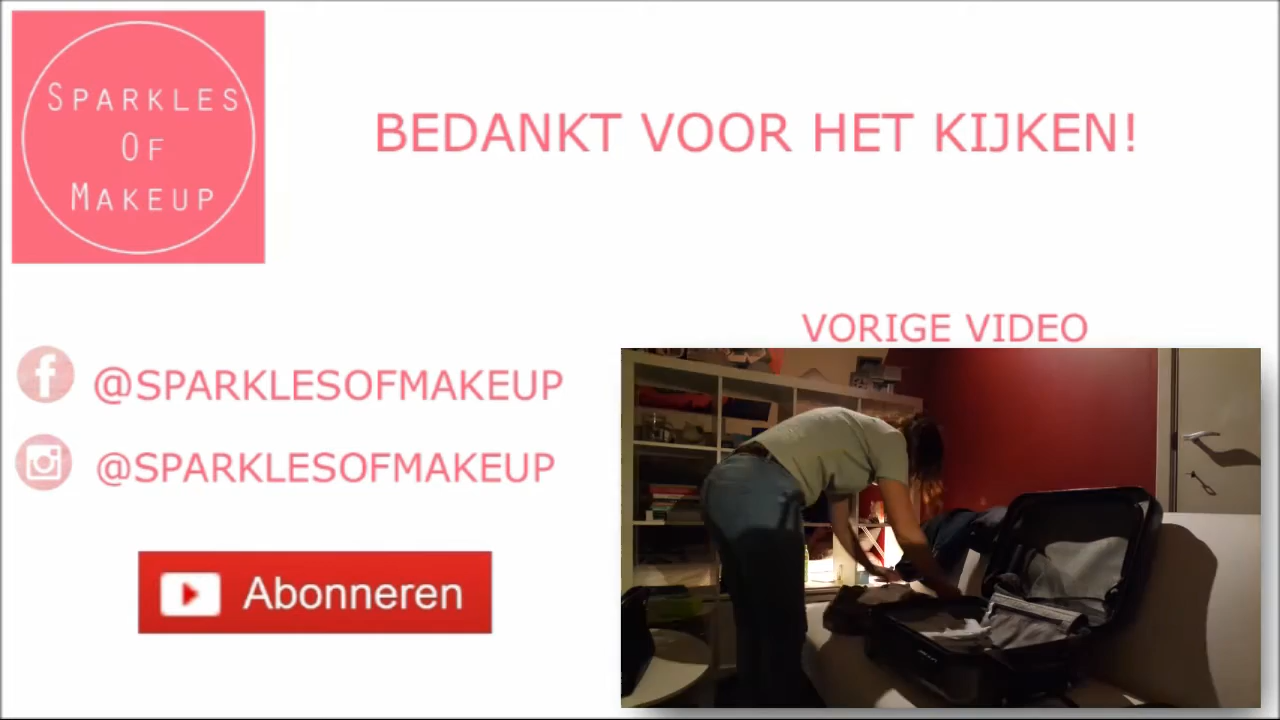 SPARKLES
OF
MAKEUP
BEDANKT VOOR HET KIJKEN!
VORIGE VIDEO
@SPARKLESOFMAKEUP
@SPARKLESOFMAKEUP
Abonneren